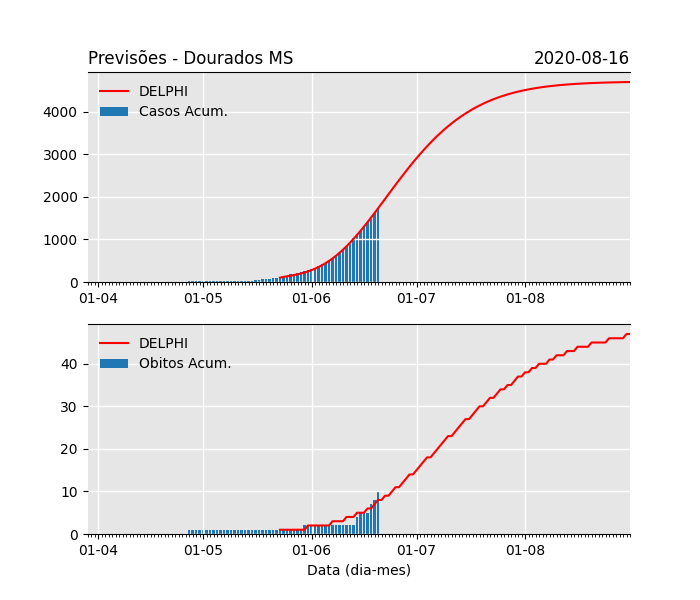 Previsões - Dourados MS 2020-08-16
DELPHI
Casos Acum.
4000
3000
2000
1000
0
01-04 01-05 01-06 01-07 01-08
DELPHI
Obitos Acum.
40
30
20
10
0
01-04 01-05 01-06 01-07 01-08
Data (dia-mes)